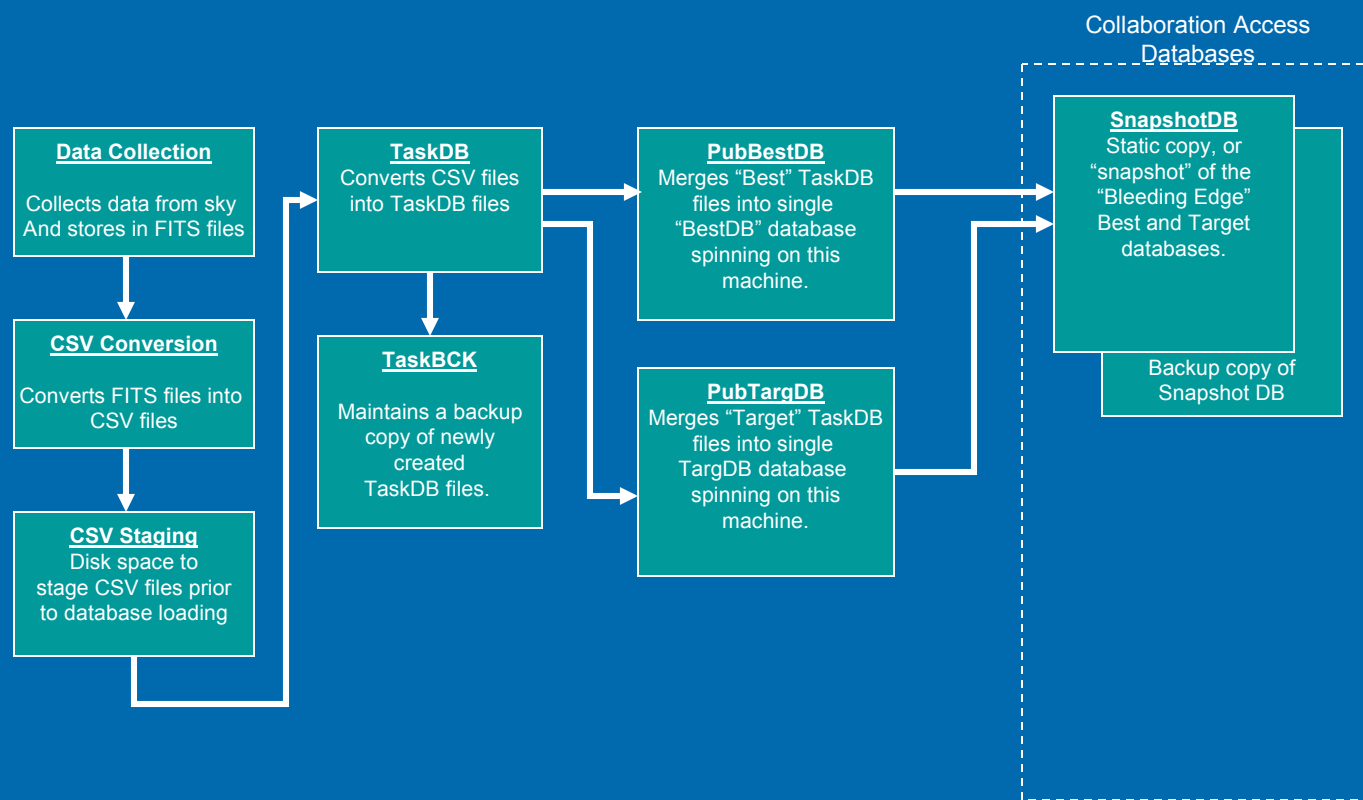 Collaboration Access
Databases
Data Collection
Collects data from sky
And stores in FITS files
CSV Conversion
Converts FITS files into
CSV files
CSV Staging
Disk space to
stage CSV files prior
to database loading
TaskDB
Converts CSV files
into TaskDB files
TaskBCK
Maintains a backup
copy of newly
created
TaskDB files.
PubBestDB
Merges “Best” TaskDB
files into single
“BestDB” database
spinning on this
machine.
PubTargDB
Merges “Target” TaskDB
files into single
TargDB database
spinning on this
machine.
SnapshotDB
Static copy, or
“snapshot” of the
“Bleeding Edge”
Best and Target
databases.
Backup copy of
Snapshot DB